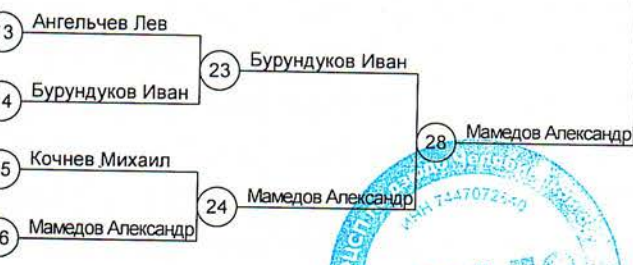 3
Ангельчев Лев
4
Бурундуков Иван
23
Бурундуков Иван
5
Кочнев Михаил
6
Мамедов Александр
24
Мамедов Александр
28
Мамедов Александр
ИНН